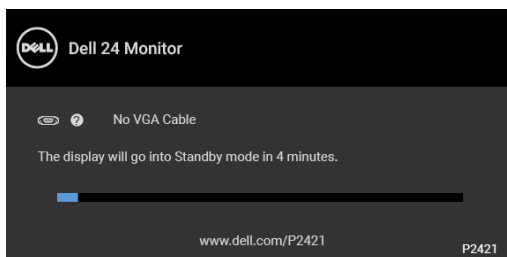 DELL
Dell 24 Monitor
? No VGA Cable
The display will go into Standby mode in 4 minutes.
www.dell.com/P2421
P2421